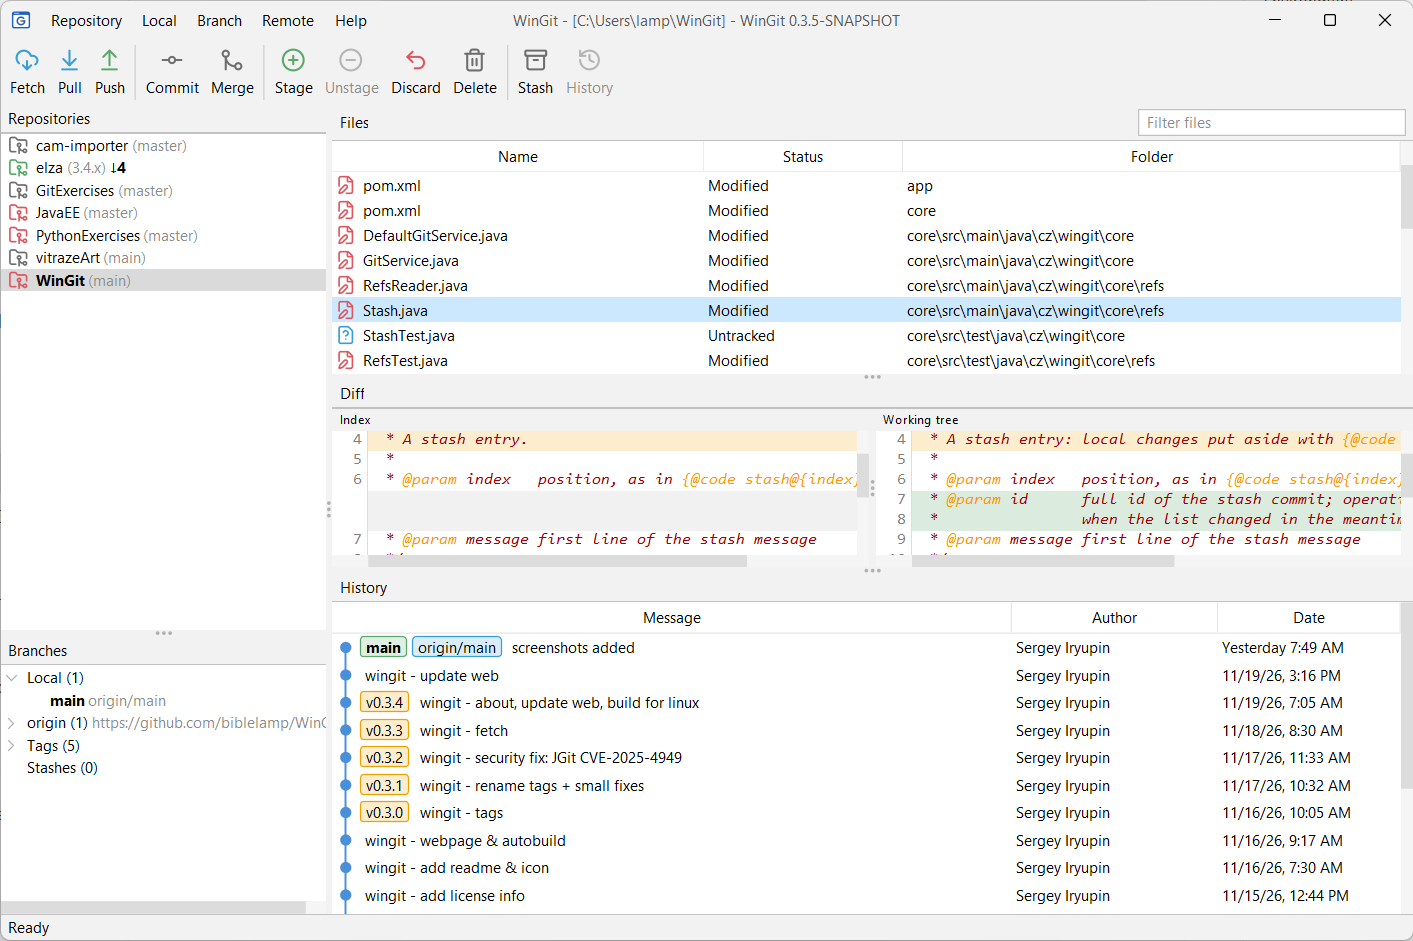 Repository Local Branch Remote Help
WinGit - [C:\Users\lamp\WinGit] - WinGit 0.3.5-SNAPSHOT
Fetch Pull Push Commit Merge Stage Unstage Discard Delete Stash History
Repositories
cam-importer (master)
elza (3.4.x) ↓4
GitExercises (master)
JavaEE (master)
PythonExercises (master)
vitrazeArt (main)
WinGit (main)
Branches
Local (1)
main origin/main
origin (1) https://github.com/biblelamp/WinG
Tags (5)
Stashes (0)
Files
Filter files
Name Status Folder
pom.xml Modified app
pom.xml Modified core
DefaultGitService.java Modified core\src\main\java\cz\wingit\core
GitService.java Modified core\src\main\java\cz\wingit\core
RefsReader.java Modified core\src\main\java\cz\wingit\core\refs
Stash.java Modified core\src\main\java\cz\wingit\core\refs
StashTest.java Untracked core\src\test\java\cz\wingit\core
RefsTest.java Modified core\src\test\java\cz\wingit\core\refs
Diff
Index
4 * A stash entry.
5 *
6 * @param index position, as in {@code stash@{index}
7 * @param message first line of the stash message
Working tree
4 * A stash entry: local changes put aside with {@code
5 *
6 * @param index position, as in {@code stash@{index}
7 * @param id full id of the stash commit; operati
8 * when the list changed in the meantim
9 * @param message first line of the stash message
History
Message Author Date
main origin/main screenshots added Sergey Iryupin Yesterday 7:49 AM
wingit - update web Sergey Iryupin 11/19/26, 3:16 PM
v0.3.4 wingit - about, update web, build for linux Sergey Iryupin 11/19/26, 7:05 AM
v0.3.3 wingit - fetch Sergey Iryupin 11/18/26, 8:30 AM
v0.3.2 wingit - security fix: JGit CVE-2025-4949 Sergey Iryupin 11/17/26, 11:33 AM
v0.3.1 wingit - rename tags + small fixes Sergey Iryupin 11/17/26, 10:32 AM
v0.3.0 wingit - tags Sergey Iryupin 11/16/26, 10:05 AM
wingit - webpage & autobuild Sergey Iryupin 11/16/26, 9:17 AM
wingit - add readme & icon Sergey Iryupin 11/16/26, 7:30 AM
wingit - add license info Sergey Iryupin 11/15/26, 12:44 PM
Ready